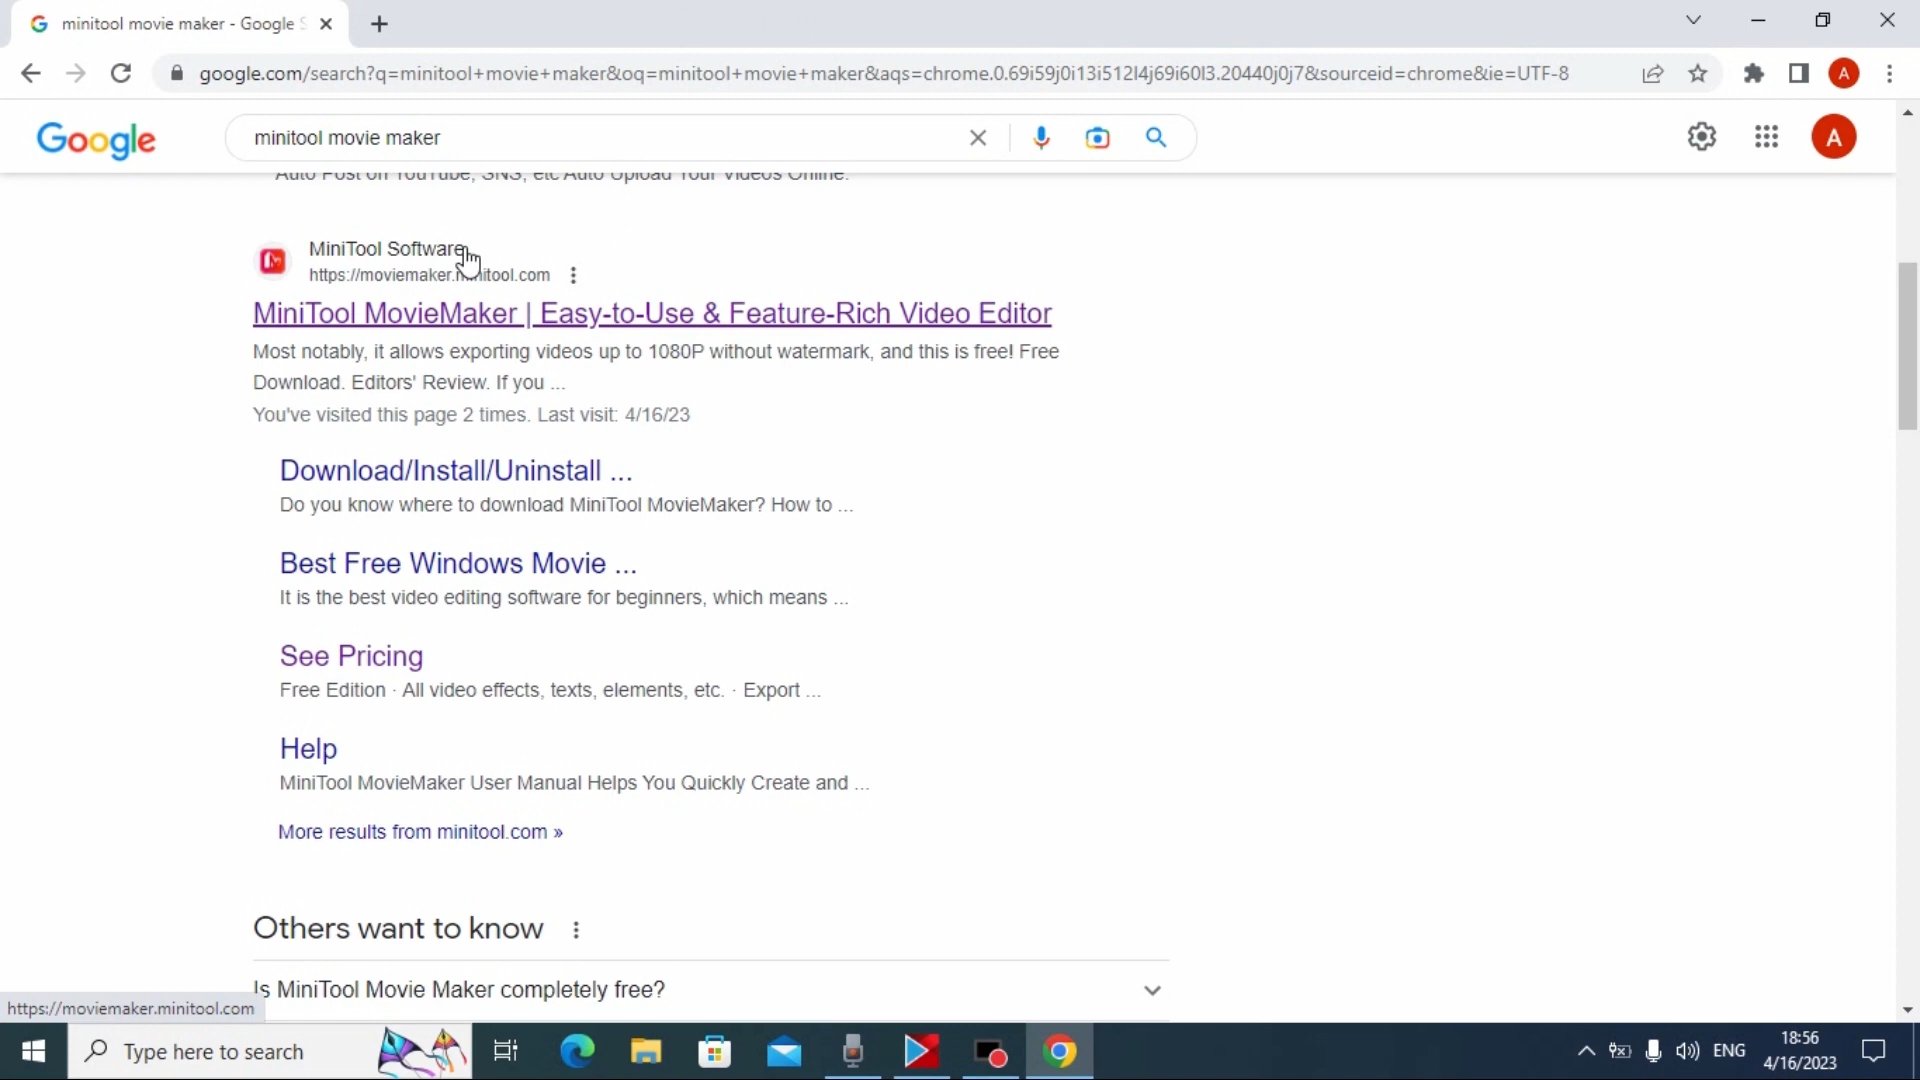 minitool movie maker - Google S
google.com/search?q=minitool+movie+maker&oq=minitool+movie+maker&aqs=chrome.0.69i59j0i13i512l4j69i60l3.20440j0j7&sourceid=chrome&ie=UTF-8
A
Google
minitool movie maker
A
Auto Post on YouTube, SNS, etc Auto Upload Your Videos Online.
MiniTool Software
https://moviemaker.minitool.com
MiniTool MovieMaker | Easy-to-Use & Feature-Rich Video Editor
Most notably, it allows exporting videos up to 1080P without watermark, and this is free! Free
Download. Editors' Review. If you ...
You've visited this page 2 times. Last visit: 4/16/23
Download/Install/Uninstall ...
Do you know where to download MiniTool MovieMaker? How to ...
Best Free Windows Movie ...
It is the best video editing software for beginners, which means ...
See Pricing
Free Edition · All video effects, texts, elements, etc. · Export ...
Help
MiniTool MovieMaker User Manual Helps You Quickly Create and ...
More results from minitool.com »
Others want to know
Is MiniTool Movie Maker completely free?
https://moviemaker.minitool.com
Type here to search
ENG
18:56
4/16/2023